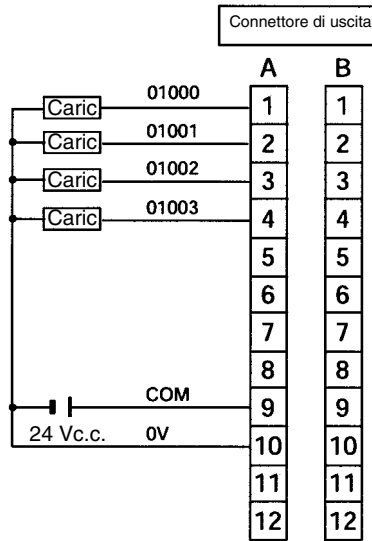 Connettore di uscita
A B
01000
Caric 1 1
01001
Caric 2 2
01002
Caric 3 3
01003
Caric 4 4
5 5
6 6
7 7
8 8
COM 9 9
24 Vc.c. 0V 10 10
11 11
12 12